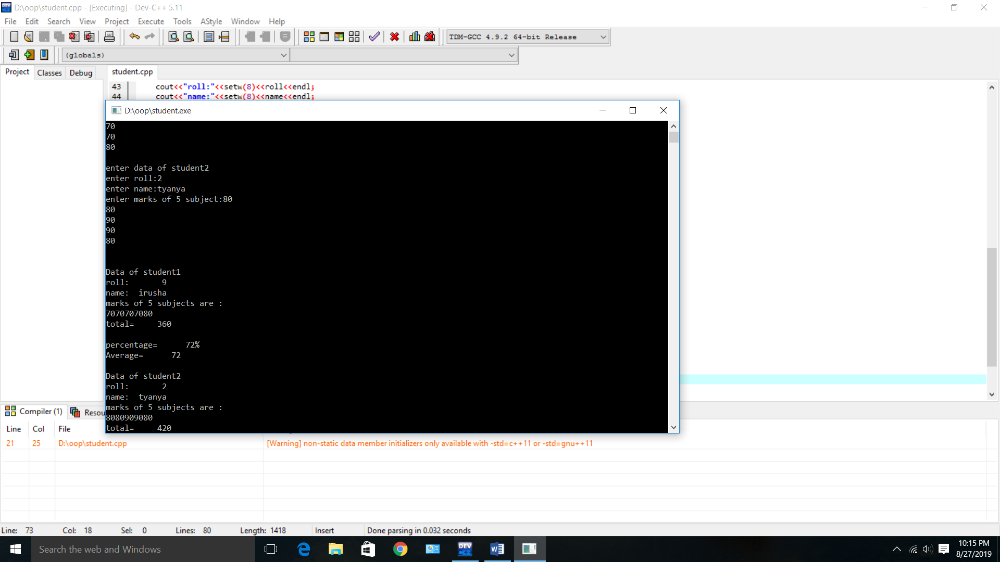 D:\oop\student.cpp - [Executing] - Dev-C++ 5.11
File Edit Search View Project Execute Tools AStyle Window Help
TDM-GCC 4.9.2 64-bit Release
(globals)
Project Classes Debug student.cpp
43 cout<<"roll:"<<setw(8)<<roll<<endl;
44 cout<<"name:"<<setw(8)<<name<<endl;
D:\oop\student.exe
70
70
80
enter data of student2
enter roll:2
enter name:tyanya
enter marks of 5 subject:80
80
90
90
80
Data of student1
roll:       9
name:  irusha
marks of 5 subjects are :
7070707080
total=     360
percentage=      72%
Average=      72
Data of student2
roll:       2
name:  tyanya
marks of 5 subjects are :
8080909080
total=     420
Compiler (1) Resou
Line Col File
21 25 D:\oop\student.cpp [Warning] non-static data member initializers only available with -std=c++11 or -std=gnu++11
Line: 73 Col: 18 Sel: 0 Lines: 80 Length: 1418 Insert Done parsing in 0.032 seconds
Search the web and Windows
DEV C++
10:15 PM
8/27/2019